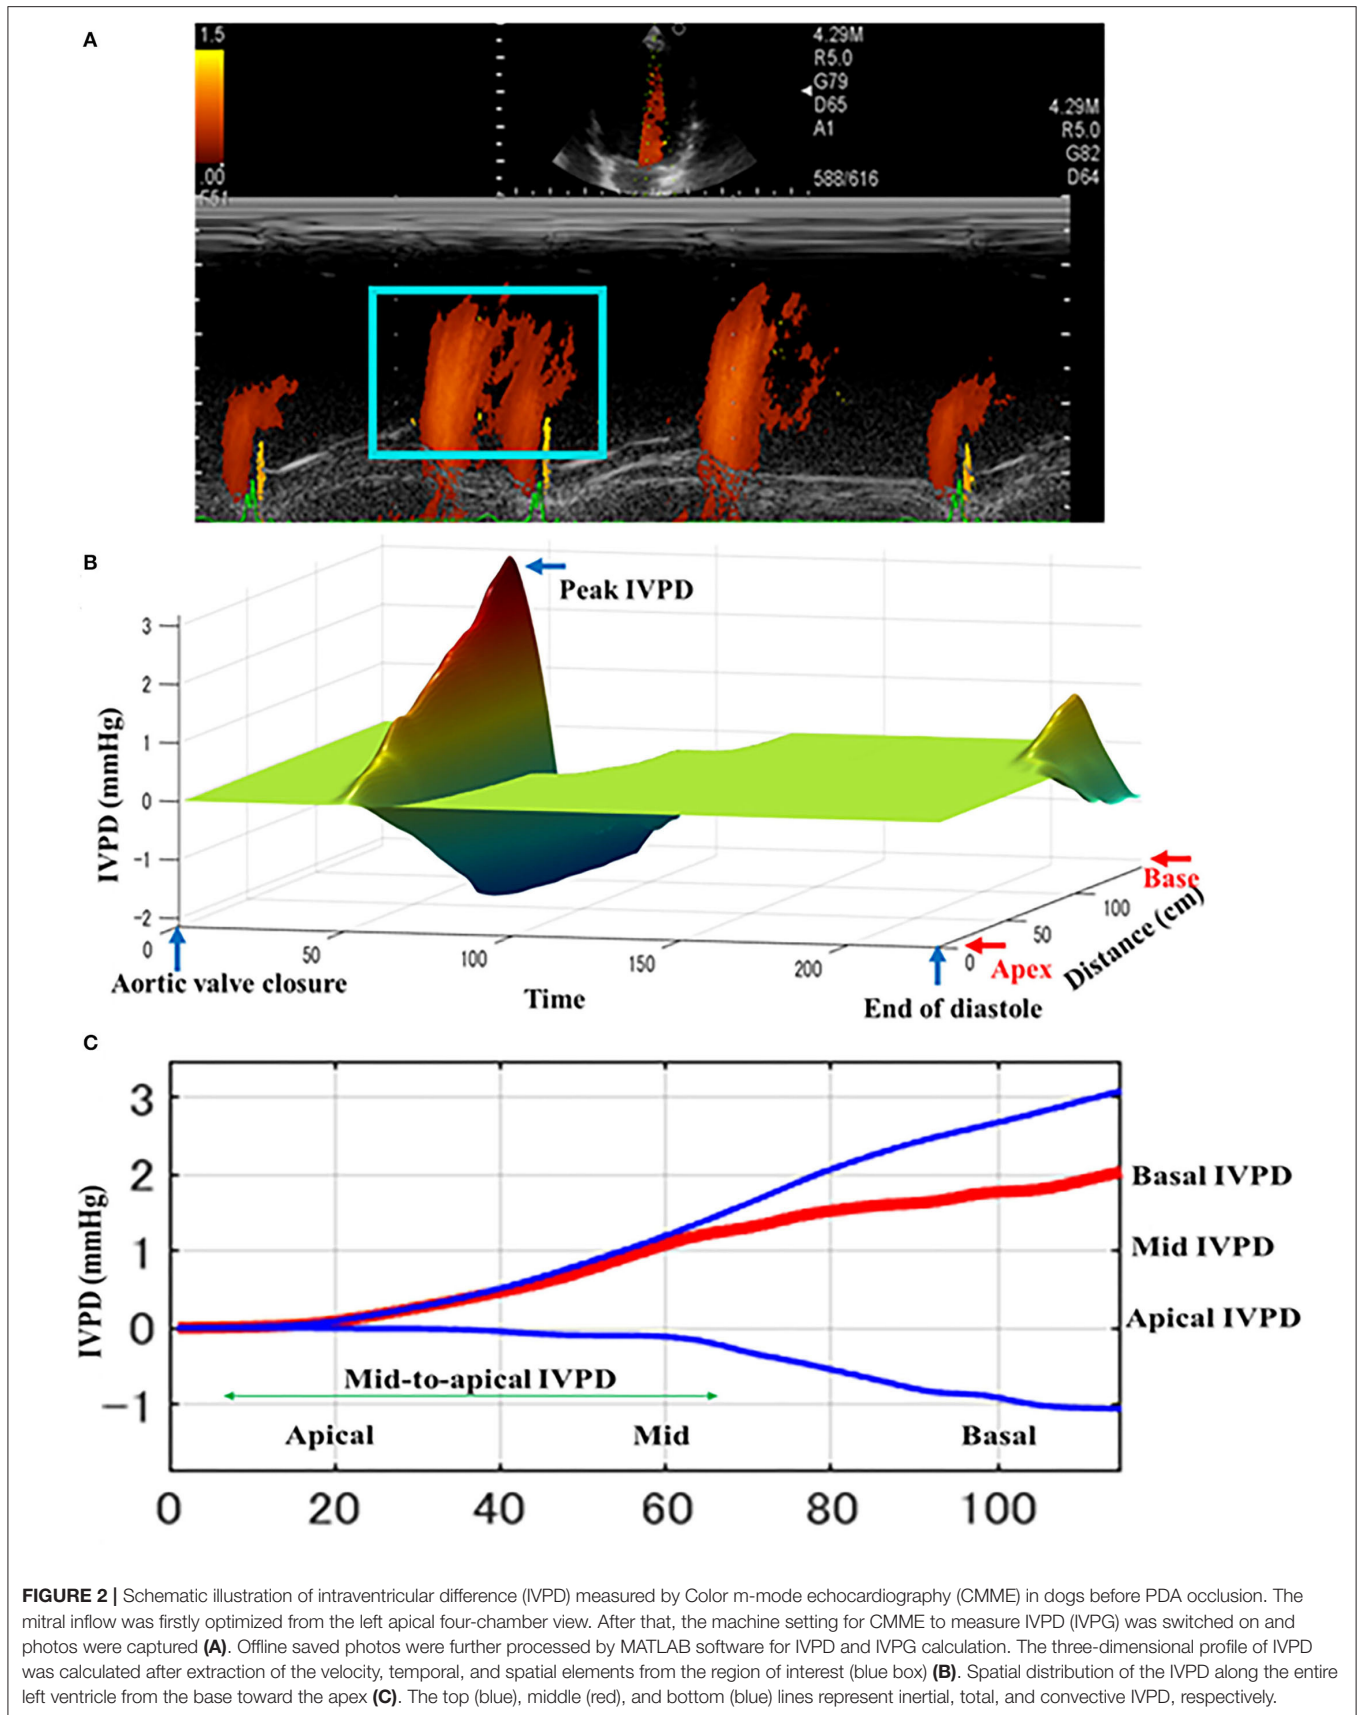 A
1.5
.00
4.29M
R5.0
G79
D65
A1
588/616
4.29M
R5.0
G82
D64
B
Peak IVPD
IVPD (mmHg)
3
2
1
0
-1
-2
0
50
100
150
200
Time
Aortic valve closure
End of diastole
0
50
100
Distance (cm)
Apex
Base
C
IVPD (mmHg)
3
2
1
0
-1
Basal IVPD
Mid IVPD
Apical IVPD
Mid-to-apical IVPD
Apical
Mid
Basal
0
20
40
60
80
100
FIGURE 2 | Schematic illustration of intraventricular difference (IVPD) measured by Color m-mode echocardiography (CMME) in dogs before PDA occlusion. The
mitral inflow was firstly optimized from the left apical four-chamber view. After that, the machine setting for CMME to measure IVPD (IVPG) was switched on and
photos were captured (A). Offline saved photos were further processed by MATLAB software for IVPD and IVPG calculation. The three-dimensional profile of IVPD
was calculated after extraction of the velocity, temporal, and spatial elements from the region of interest (blue box) (B). Spatial distribution of the IVPD along the entire
left ventricle from the base toward the apex (C). The top (blue), middle (red), and bottom (blue) lines represent inertial, total, and convective IVPD, respectively.